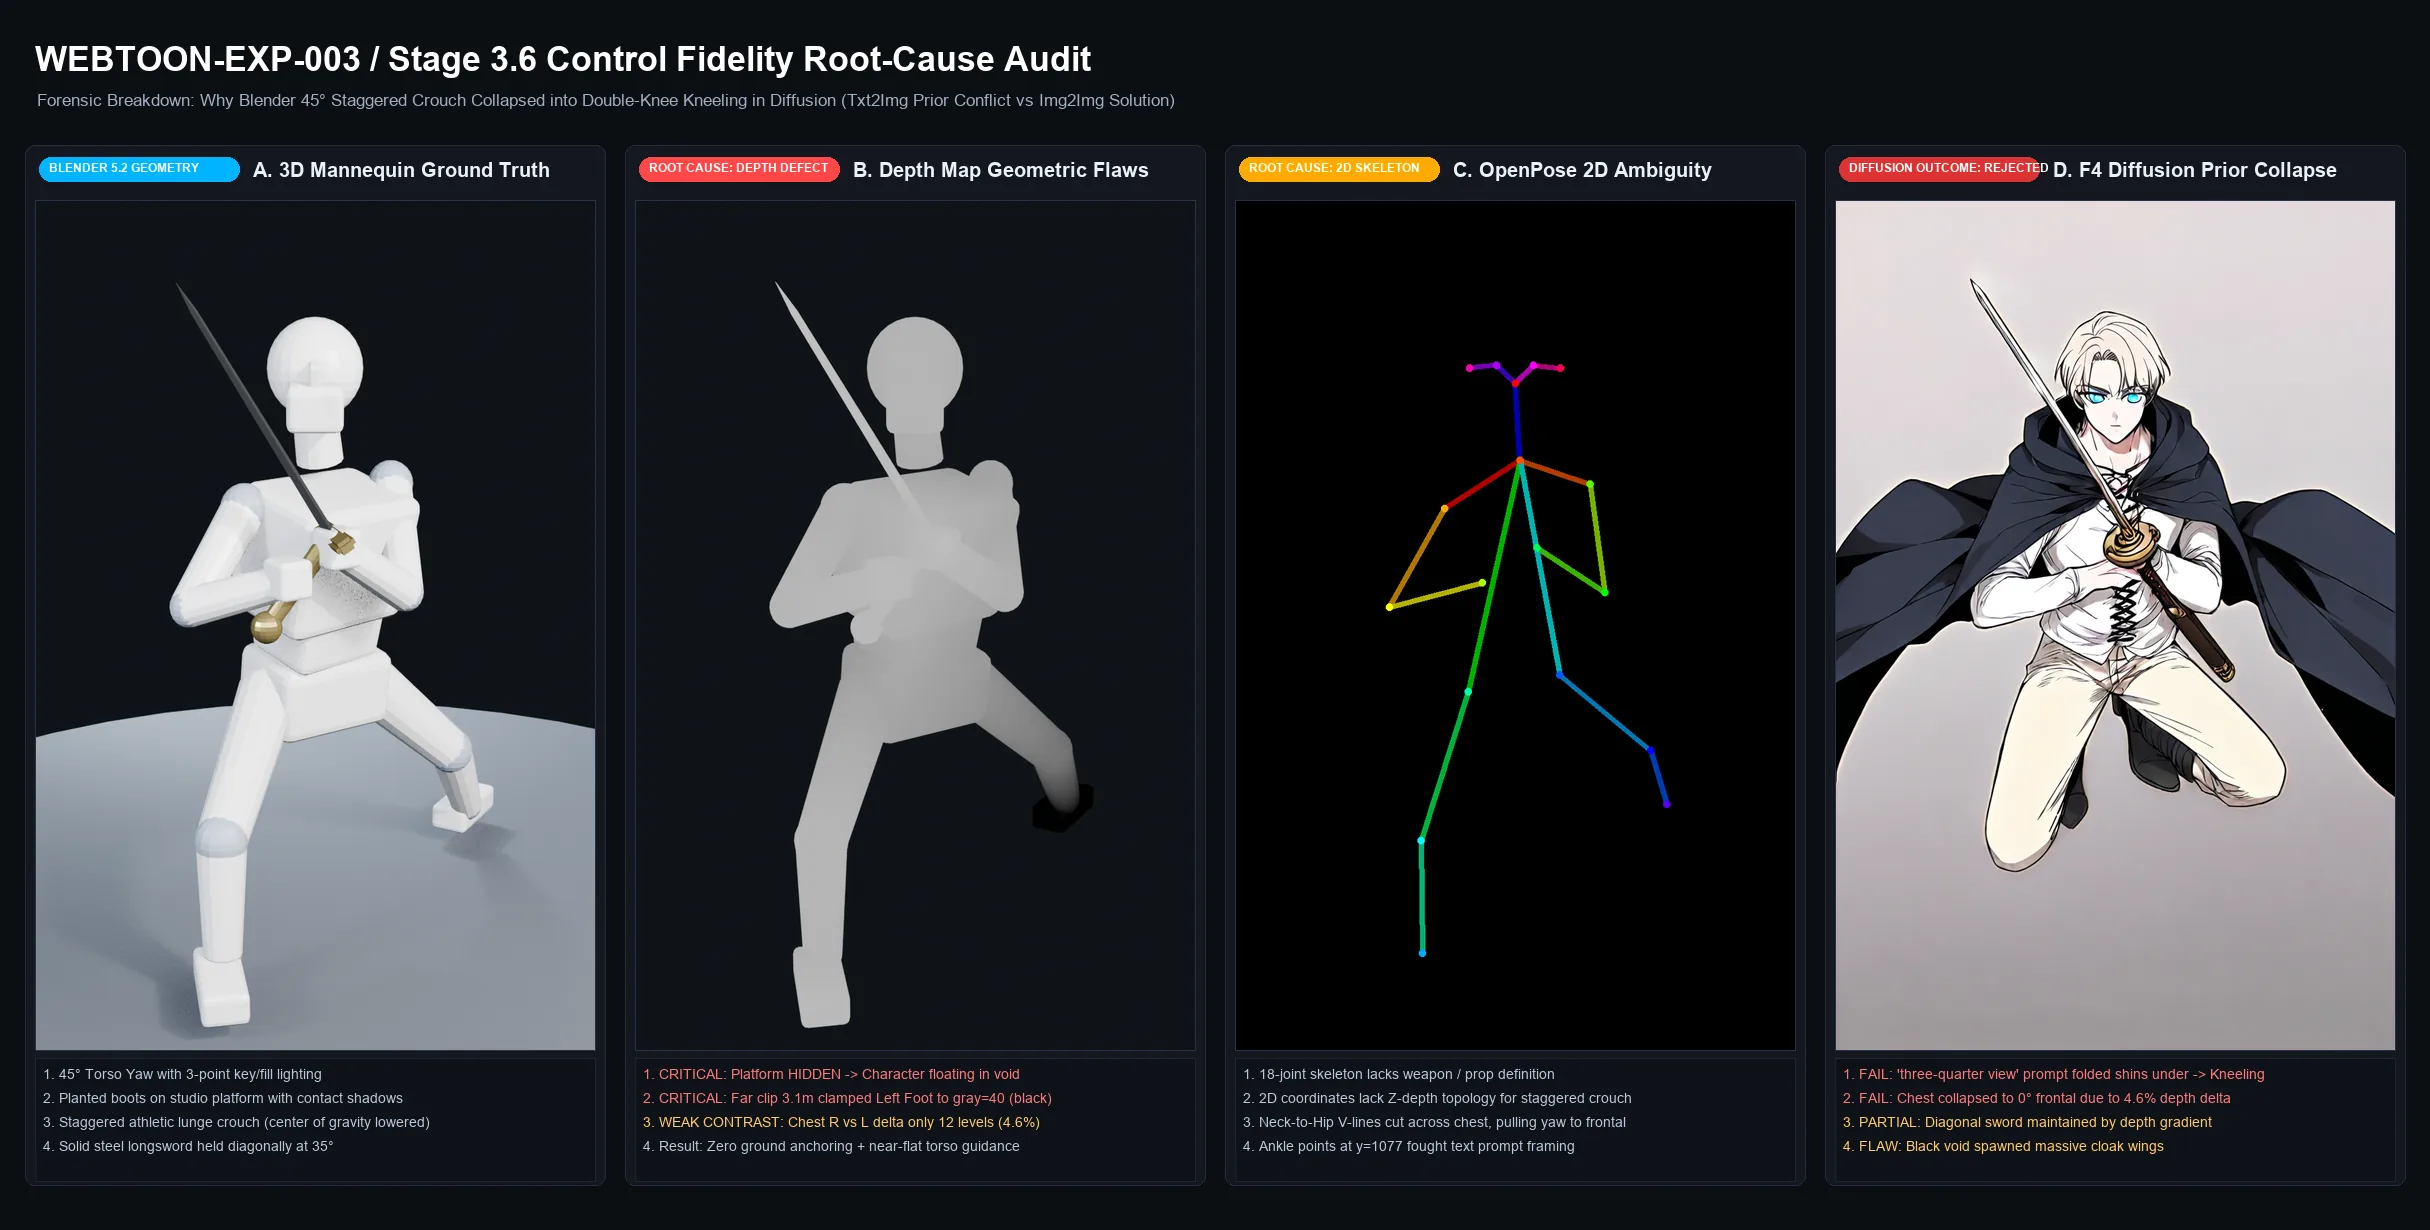 WEBTOON-EXP-003 / Stage 3.6 Control Fidelity Root-Cause Audit
Forensic Breakdown: Why Blender 45° Staggered Crouch Collapsed into Double-Knee Kneeling in Diffusion (Txt2Img Prior Conflict vs Img2Img Solution)
BLENDER 5.2 GEOMETRY
A. 3D Mannequin Ground Truth
1. 45° Torso Yaw with 3-point key/fill lighting
2. Planted boots on studio platform with contact shadows
3. Staggered athletic lunge crouch (center of gravity lowered)
4. Solid steel longsword held diagonally at 35°
ROOT CAUSE: DEPTH DEFECT
B. Depth Map Geometric Flaws
1. CRITICAL: Platform HIDDEN -> Character floating in void
2. CRITICAL: Far clip 3.1m clamped Left Foot to gray=40 (black)
3. WEAK CONTRAST: Chest R vs L delta only 12 levels (4.6%)
4. Result: Zero ground anchoring + near-flat torso guidance
ROOT CAUSE: 2D SKELETON
C. OpenPose 2D Ambiguity
1. 18-joint skeleton lacks weapon / prop definition
2. 2D coordinates lack Z-depth topology for staggered crouch
3. Neck-to-Hip V-lines cut across chest, pulling yaw to frontal
4. Ankle points at y=1077 fought text prompt framing
DIFFUSION OUTCOME: REJECTED
D. F4 Diffusion Prior Collapse
1. FAIL: 'three-quarter view' prompt folded shins under -> Kneeling
2. FAIL: Chest collapsed to 0° frontal due to 4.6% depth delta
3. PARTIAL: Diagonal sword maintained by depth gradient
4. FLAW: Black void spawned massive cloak wings